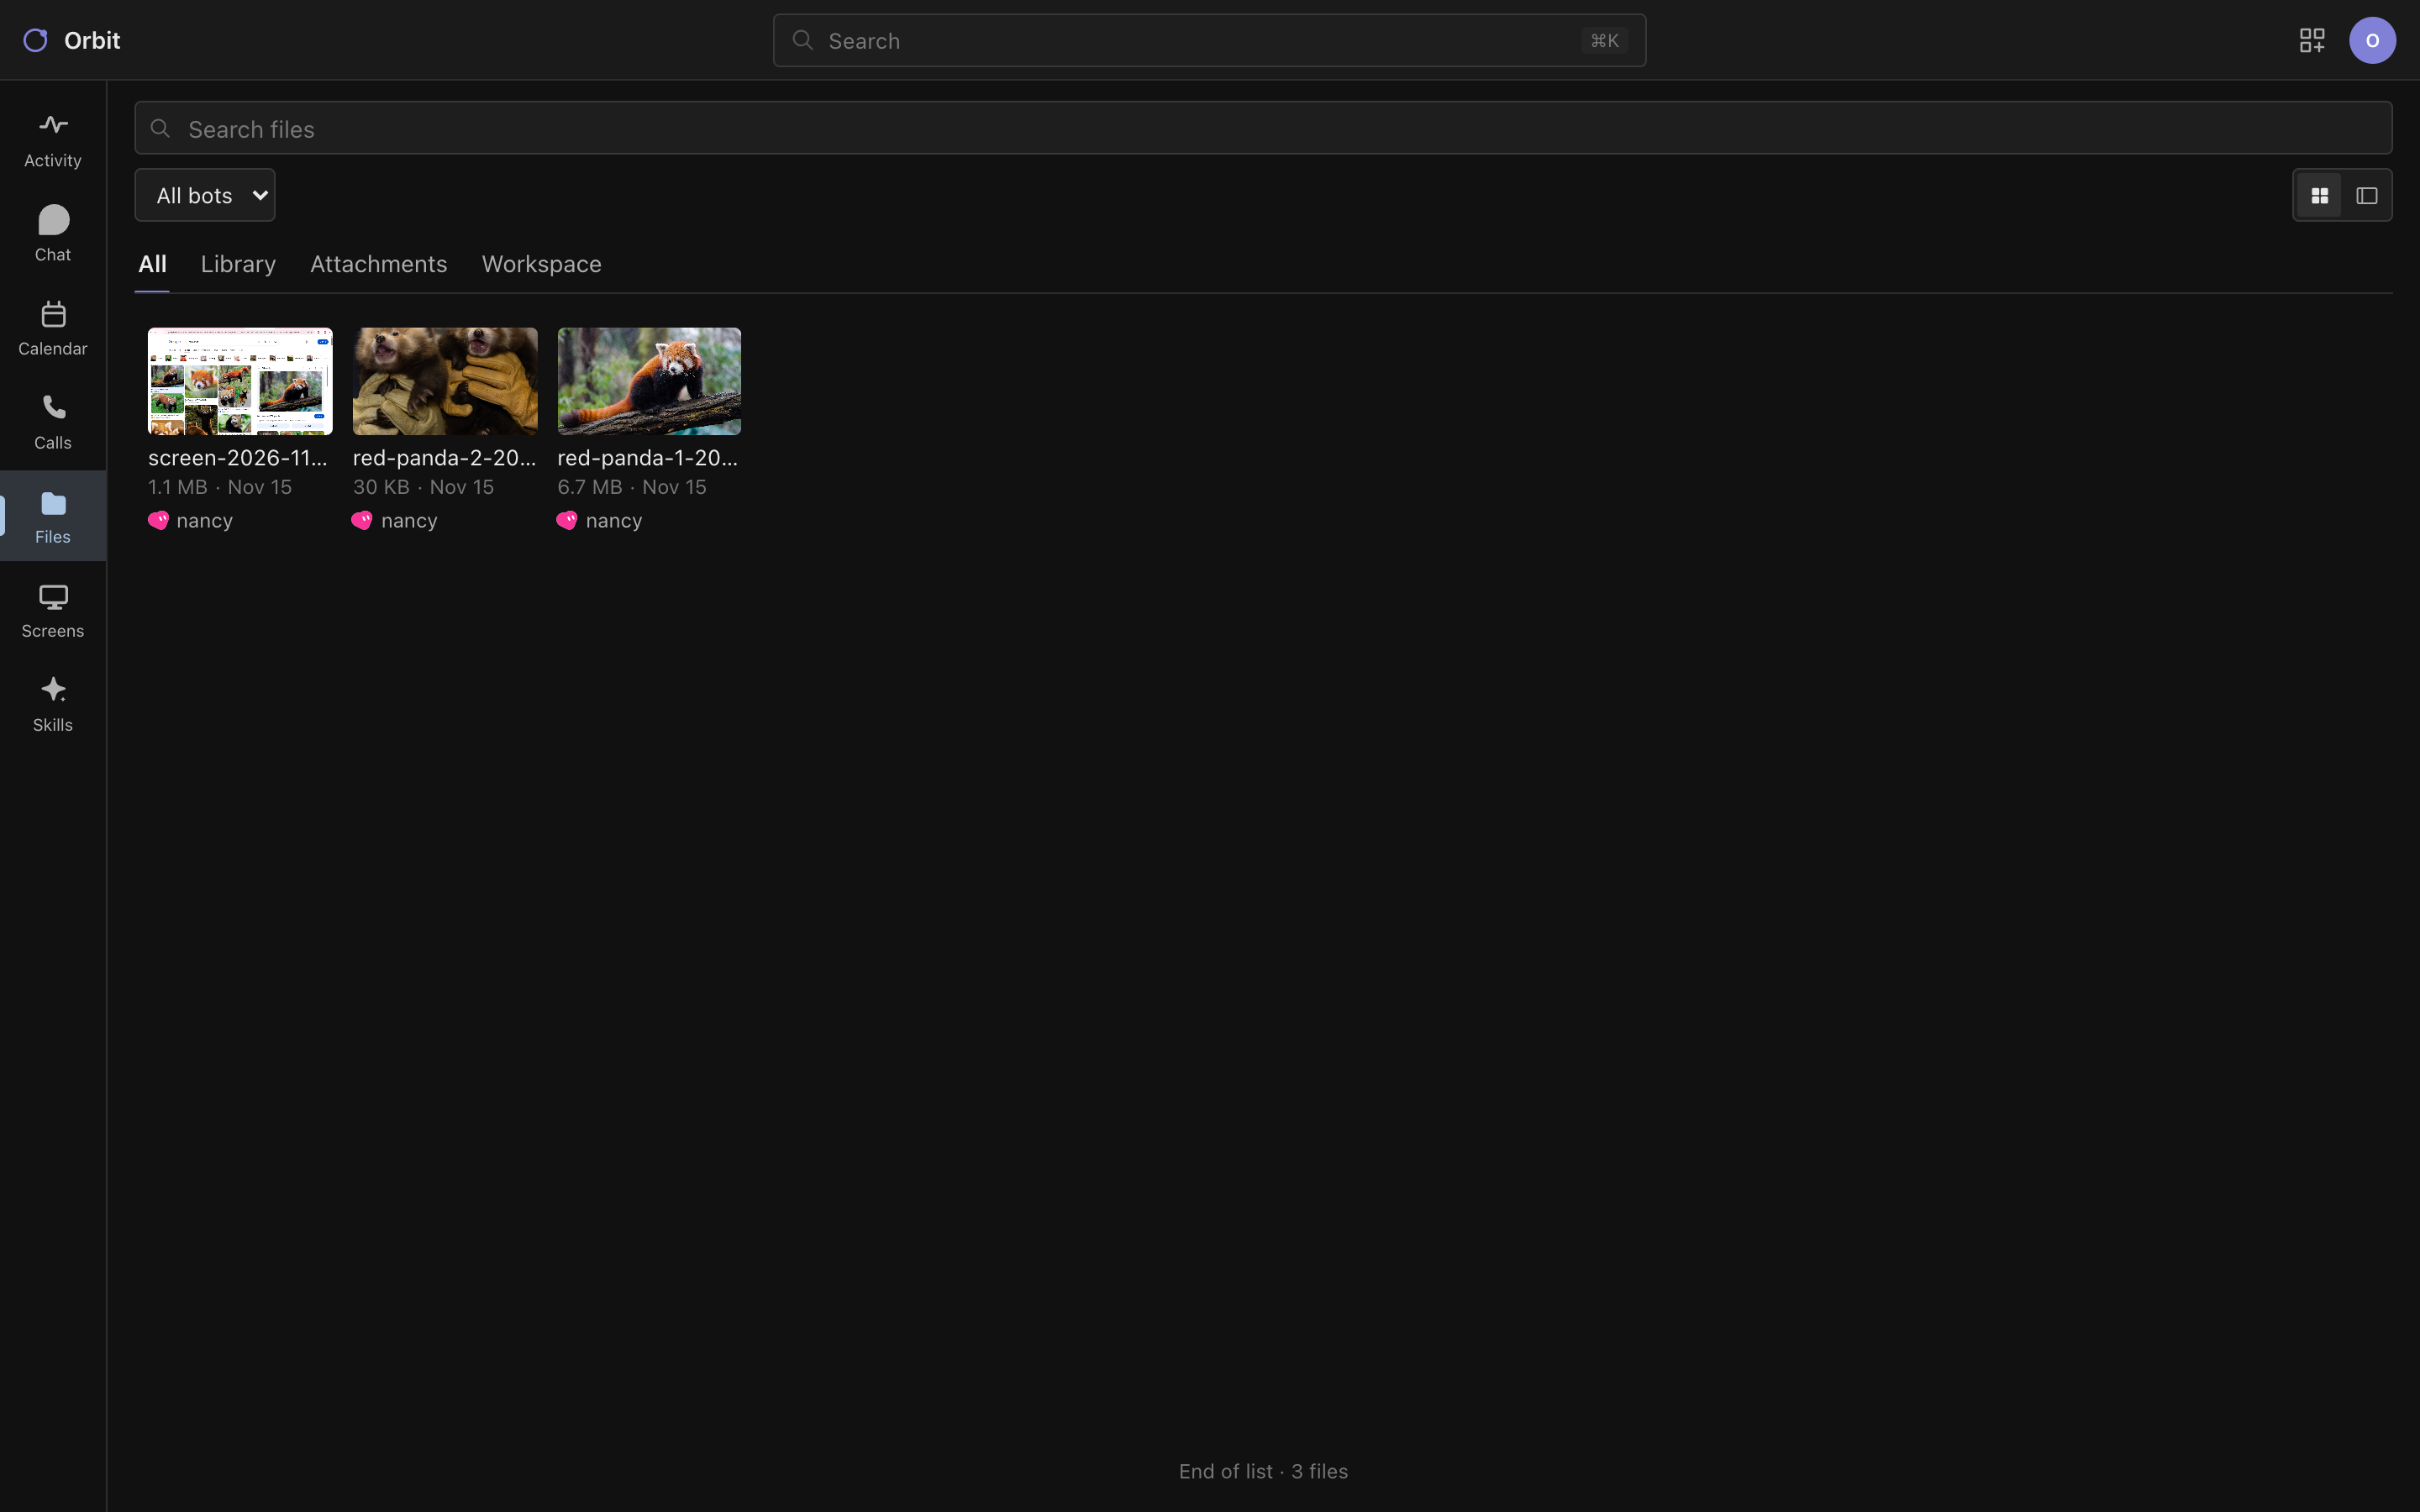 Orbit
Search
⌘K
O
Activity
Chat
Calendar
Calls
Files
Screens
Skills
Search files
All bots
All
Library
Attachments
Workspace
screen-2026-11...
1.1 MB · Nov 15
nancy
red-panda-2-20...
30 KB · Nov 15
nancy
red-panda-1-20...
6.7 MB · Nov 15
nancy
End of list · 3 files